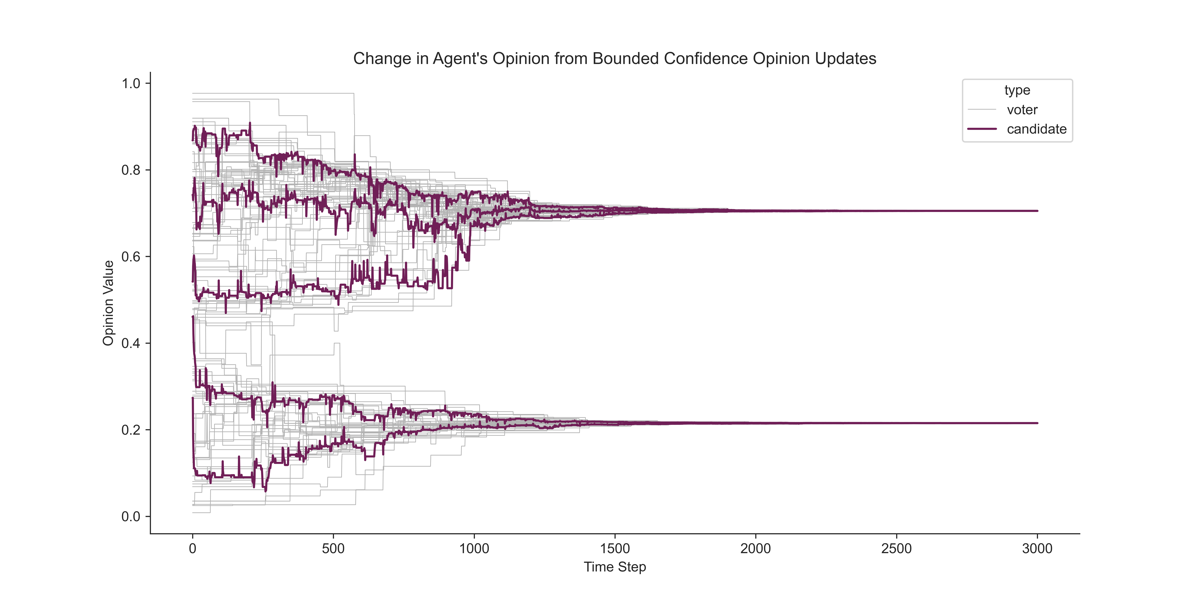 Change in Agent's Opinion from Bounded Confidence Opinion Updates
type
voter
candidate
Opinion Value
1.0
0.8
0.6
0.4
0.2
0.0
0 500 1000 1500 2000 2500 3000
Time Step